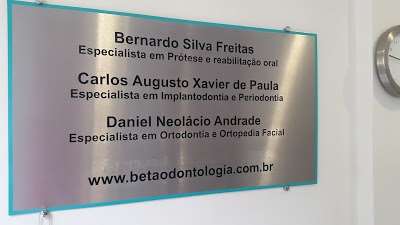 Bernardo Silva Freitas
Especialista em Prótese e reabilitação oral
Carlos Augusto Xavier de Paula
Especialista em Implantodontia e Periodontia
Daniel Neolácio Andrade
Especialista em Ortodontia e Ortopedia Facial
www.betaodontologia.com.br